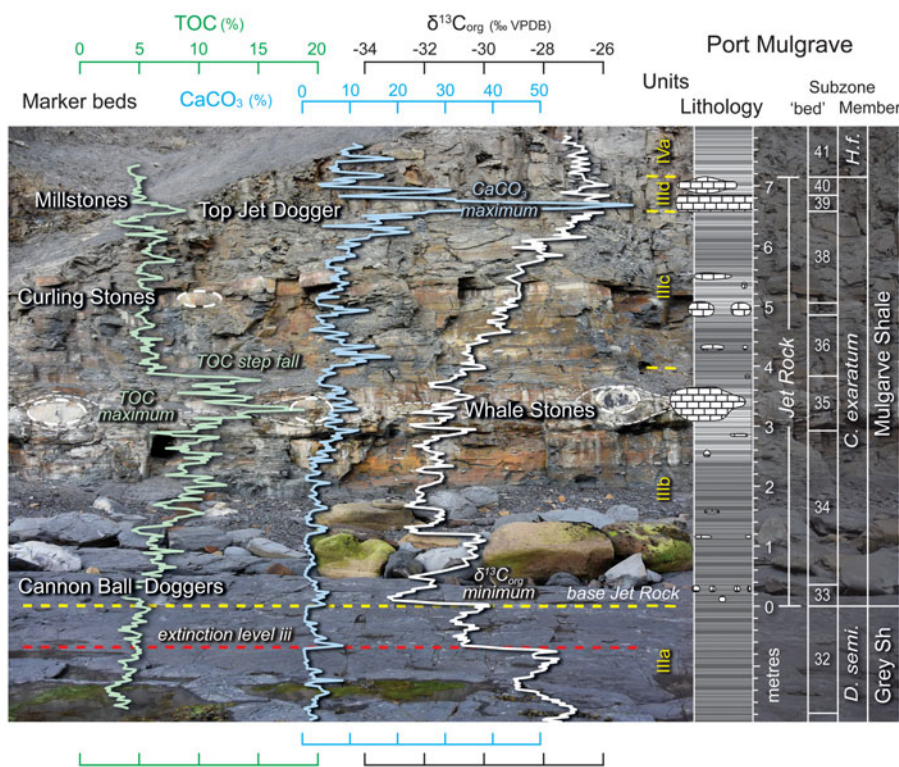 TOC (%)
0 5 10 15 20
δ13Corg (‰ VPDB)
-34 -32 -30 -28 -26
Port Mulgrave
Marker beds
CaCO3 (%)
0 10 20 30 40 50
Units
Lithology
Subzone
'bed' Member
Millstones
Top Jet Dogger
CaCO3
maximum
Curling Stones
TOC step fall
TOC
maximum
Whale Stones
Cannon Ball-Doggers
δ13Corg
minimum
base Jet Rock
extinction level iii
IVa
IIId
IIIc
IIIb
IIIa
7
6
5
4
3
2
1
0
metres
Jet Rock
41
40
39
38
36
35
34
33
32
H.f.
C. exaratum
D. semi.
Mulgarve Shale
Grey Sh